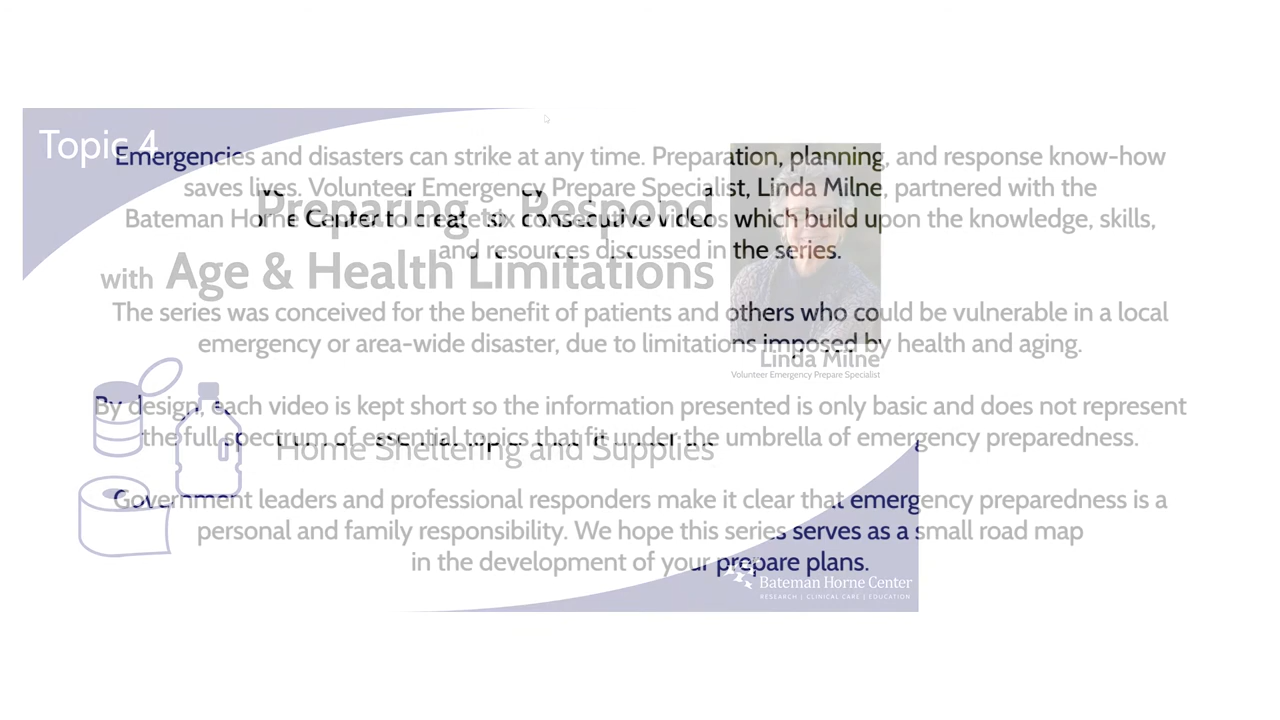 Topic 4
Emergencies and disasters can strike at any time. Preparation, planning, and response know-how
saves lives. Volunteer Emergency Prepare Specialist, Linda Milne, partnered with the
Bateman Horne Center to create six consecutive videos which build upon the knowledge, skills,
and resources discussed in the series.
Preparing to Respond
with Age & Health Limitations
The series was conceived for the benefit of patients and others who could be vulnerable in a local
emergency or area-wide disaster, due to limitations imposed by health and aging.
Linda Milne
Volunteer Emergency Prepare Specialist
By design, each video is kept short so the information presented is only basic and does not represent
the full spectrum of essential topics that fit under the umbrella of emergency preparedness.
Home Sheltering and Supplies
Government leaders and professional responders make it clear that emergency preparedness is a
personal and family responsibility. We hope this series serves as a small road map
in the development of your prepare plans.
Bateman Horne Center
RESEARCH | CLINICAL CARE | EDUCATION